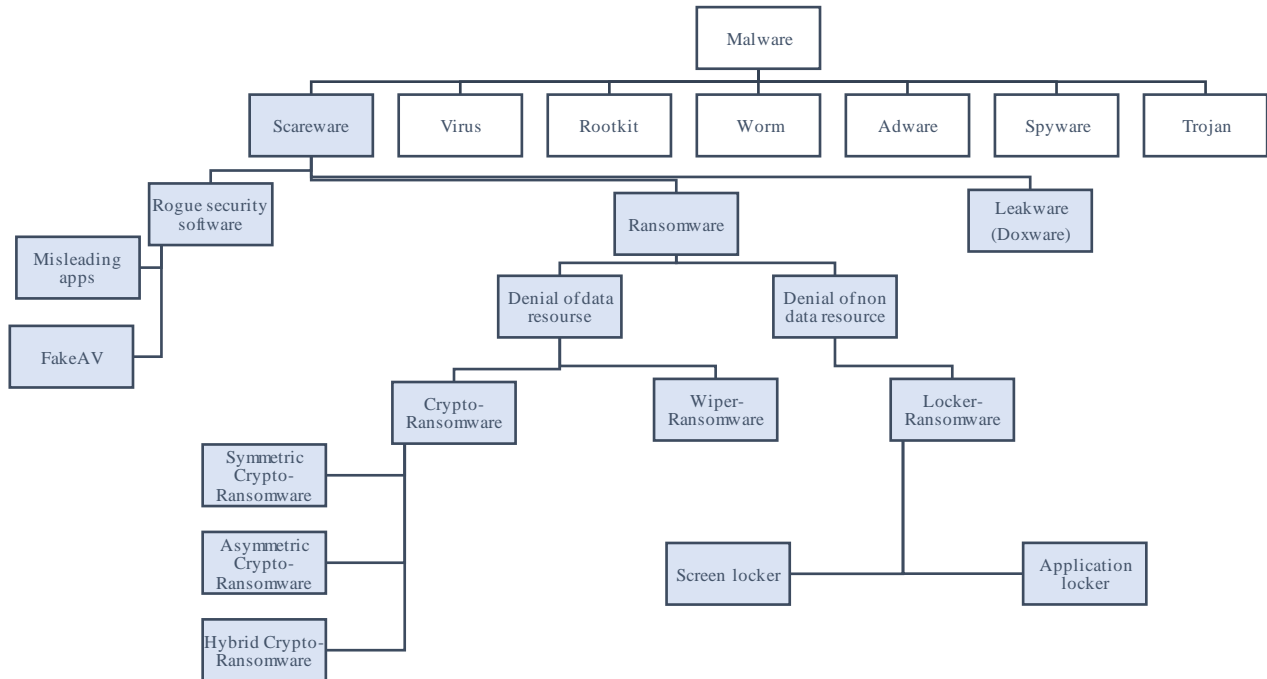 Malware
Scareware
Virus
Rootkit
Worm
Adware
Spyware
Trojan
Rogue security
software
Ransomware
Leakware
(Doxware)
Misleading
apps
FakeAV
Denial of data
resourse
Denial of non
data resource
Crypto-
Ransomware
Wiper-
Ransomware
Locker-
Ransomware
Symmetric
Crypto-
Ransomware
Asymmetric
Crypto-
Ransomware
Hybrid Crypto-
Ransomware
Screen locker
Application
locker